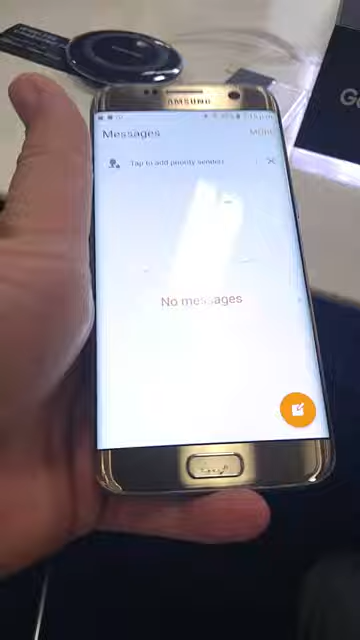 SAMSUNG
Messages
MORE
Tap to add priority senders
No messages
G